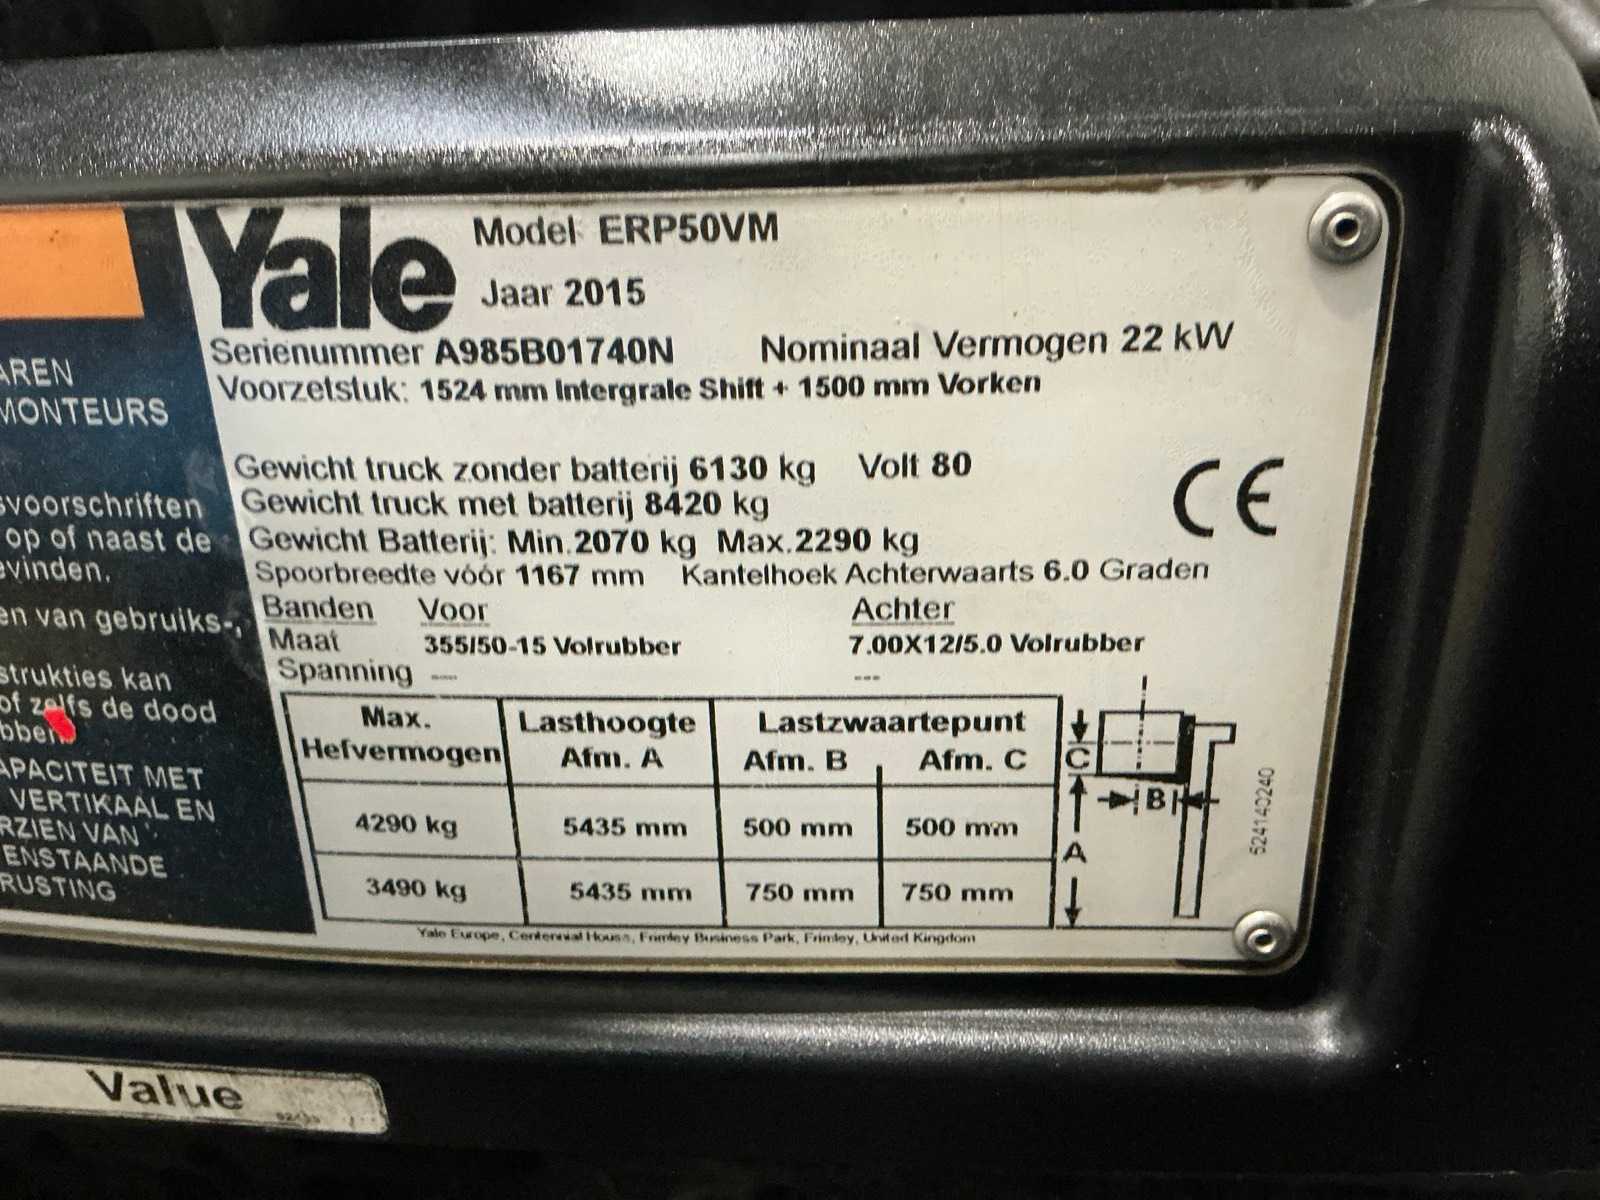 Yale
Model ERP50VM
Jaar 2015
Serienummer A985B01740N Nominaal Vermogen 22 kW
Voorzetstuk: 1524 mm Intergrale Shift + 1500 mm Vorken
Gewicht truck zonder batterij 6130 kg Volt 80
Gewicht truck met batterij 8420 kg
Gewicht Batterij: Min.2070 kg Max.2290 kg
Spoorbreedte vóór 1167 mm Kantelhoek Achterwaarts 6.0 Graden
Banden Voor Achter
Maat 355/50-15 Volrubber 7.00X12/5.0 Volrubber
Spanning --- ---
Max. Hefvermogen Lasthoogte Afm. A Lastzwaartepunt Afm. B Afm. C
4290 kg 5435 mm 500 mm 500 mm
3490 kg 5435 mm 750 mm 750 mm
C
B
A
524140240
CE
Yale Europe, Centennial House, Frimley Business Park, Frimley, United Kingdom
AREN
MONTEURS
svoorschriften
op of naast de
evinden.
en van gebruiks-,
strukties kan
of zelfs de dood
bben
APACITEIT MET
VERTIKAAL EN
RZIEN VAN
ENSTAANDE
RUSTING
Value